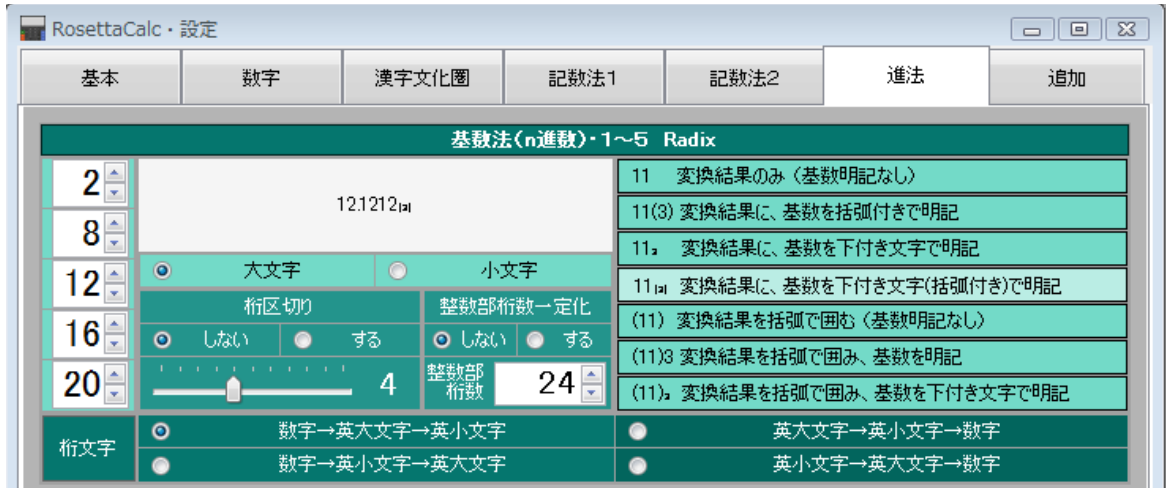 RosettaCalc・設定
基本 数字 漢字文化圏 記数法1 記数法2 進法 追加
基数法(n進数)・1～5 Radix
2
8
12
16
20
12.1212₍₃₎
大文字 小文字
桁区切り
しない する
4
整数部桁数一定化
しない する
整数部
桁数
24
11 変換結果のみ（基数明記なし）
11(3) 変換結果に、基数を括弧付きで明記
11₃ 変換結果に、基数を下付き文字で明記
11₍₃₎ 変換結果に、基数を下付き文字(括弧付き)で明記
(11) 変換結果を括弧で囲む（基数明記なし）
(11)3 変換結果を括弧で囲み、基数を明記
(11)₃ 変換結果を括弧で囲み、基数を下付き文字で明記
桁文字
数字→英大文字→英小文字 英大文字→英小文字→数字
数字→英小文字→英大文字 英小文字→英大文字→数字